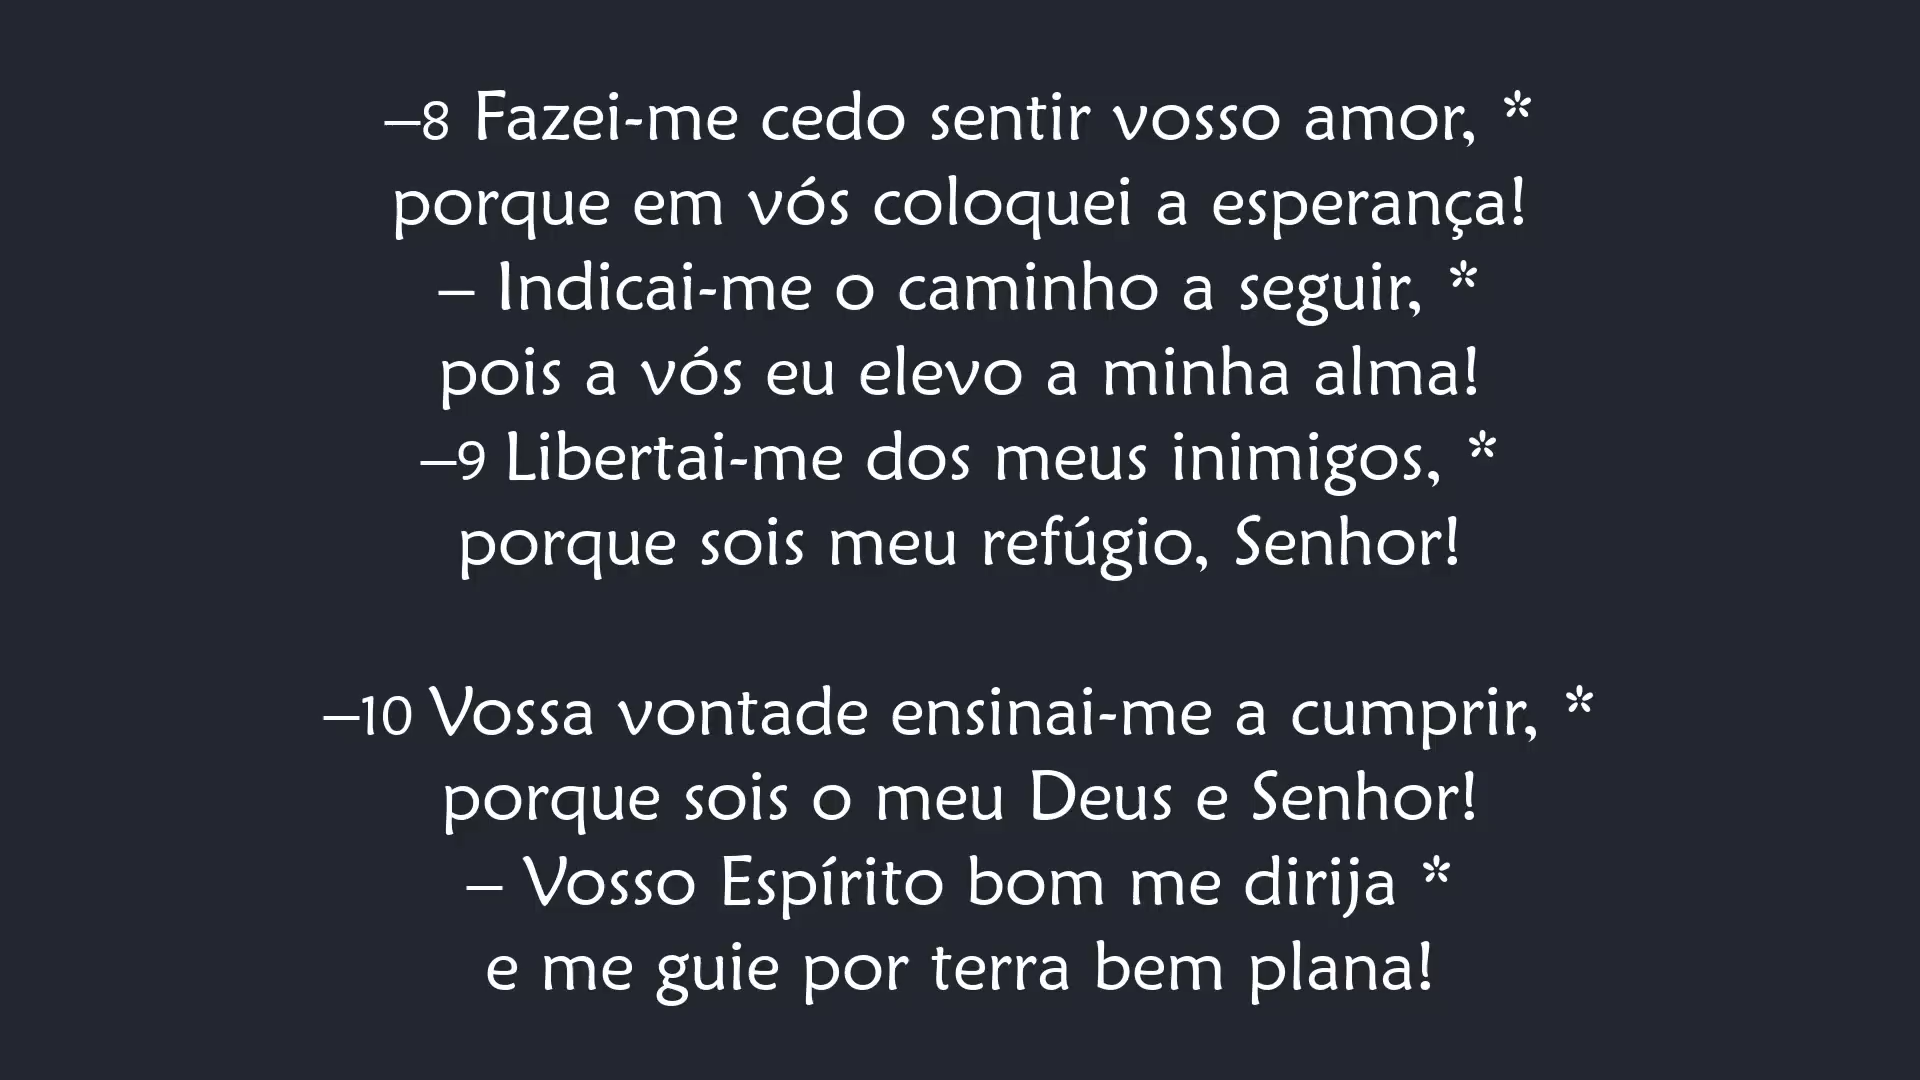 –8 Fazei-me cedo sentir vosso amor, *
porque em vós coloquei a esperança!
– Indicai-me o caminho a seguir, *
pois a vós eu elevo a minha alma!
–9 Libertai-me dos meus inimigos, *
porque sois meu refúgio, Senhor!
–10 Vossa vontade ensinai-me a cumprir, *
porque sois o meu Deus e Senhor!
– Vosso Espírito bom me dirija *
e me guie por terra bem plana!